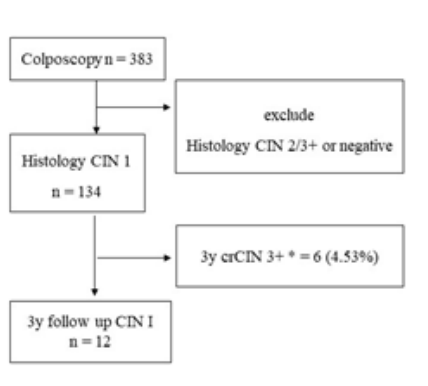 Colposcopy n = 383
exclude
Histology CIN 2/3+ or negative
Histology CIN 1
n = 134
3y crCIN 3+ * = 6 (4.53%)
3y follow up CIN I
n = 12